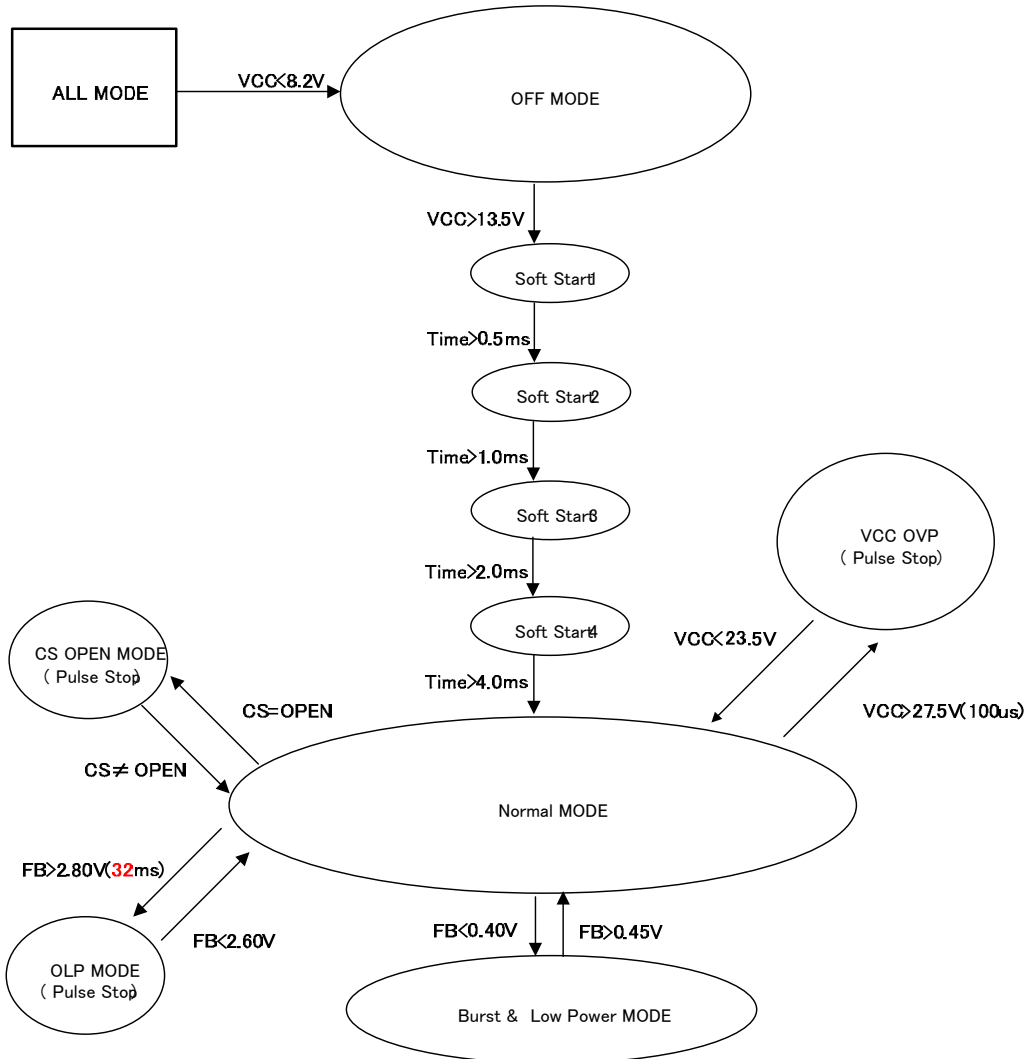 ALL MODE
VCC<8.2V
OFF MODE
VCC>13.5V
Soft Start1
Time>0.5ms
Soft Start2
Time>1.0ms
Soft Start3
Time>2.0ms
Soft Start4
Time>4.0ms
VCC OVP
( Pulse Stop)
VCC<23.5V
VCC>27.5V(100us)
CS OPEN MODE
( Pulse Stop)
CS=OPEN
CS≠ OPEN
Normal MODE
FB>2.80V(32ms)
FB<2.60V
OLP MODE
( Pulse Stop)
FB<0.40V
FB>0.45V
Burst & Low Power MODE